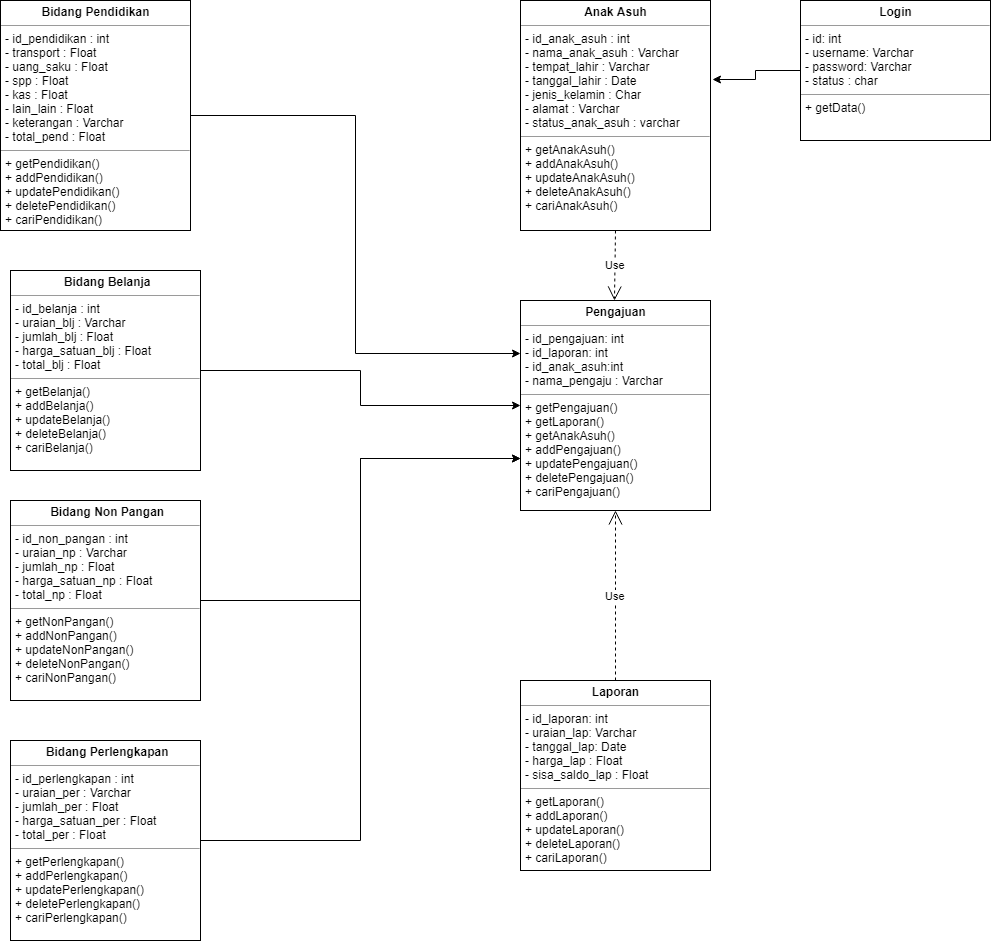 Bidang Pendidikan
- id_pendidikan : int
- transport : Float
- uang_saku : Float
- spp : Float
- kas : Float
- lain_lain : Float
- keterangan : Varchar
- total_pend : Float
+ getPendidikan()
+ addPendidikan()
+ updatePendidikan()
+ deletePendidikan()
+ cariPendidikan()
Anak Asuh
- id_anak_asuh : int
- nama_anak_asuh : Varchar
- tempat_lahir : Varchar
- tanggal_lahir : Date
- jenis_kelamin : Char
- alamat : Varchar
- status_anak_asuh : varchar
+ getAnakAsuh()
+ addAnakAsuh()
+ updateAnakAsuh()
+ deleteAnakAsuh()
+ cariAnakAsuh()
Login
- id: int
- username: Varchar
- password: Varchar
- status : char
+ getData()
Use
Bidang Belanja
- id_belanja : int
- uraian_blj : Varchar
- jumlah_blj : Float
- harga_satuan_blj : Float
- total_blj : Float
+ getBelanja()
+ addBelanja()
+ updateBelanja()
+ deleteBelanja()
+ cariBelanja()
Pengajuan
- id_pengajuan: int
- id_laporan: int
- id_anak_asuh:int
- nama_pengaju : Varchar
+ getPengajuan()
+ getLaporan()
+ getAnakAsuh()
+ addPengajuan()
+ updatePengajuan()
+ deletePengajuan()
+ cariPengajuan()
Bidang Non Pangan
- id_non_pangan : int
- uraian_np : Varchar
- jumlah_np : Float
- harga_satuan_np : Float
- total_np : Float
+ getNonPangan()
+ addNonPangan()
+ updateNonPangan()
+ deleteNonPangan()
+ cariNonPangan()
Use
Bidang Perlengkapan
- id_perlengkapan : int
- uraian_per : Varchar
- jumlah_per : Float
- harga_satuan_per : Float
- total_per : Float
+ getPerlengkapan()
+ addPerlengkapan()
+ updatePerlengkapan()
+ deletePerlengkapan()
+ cariPerlengkapan()
Laporan
- id_laporan: int
- uraian_lap: Varchar
- tanggal_lap: Date
- harga_lap : Float
- sisa_saldo_lap : Float
+ getLaporan()
+ addLaporan()
+ updateLaporan()
+ deleteLaporan()
+ cariLaporan()